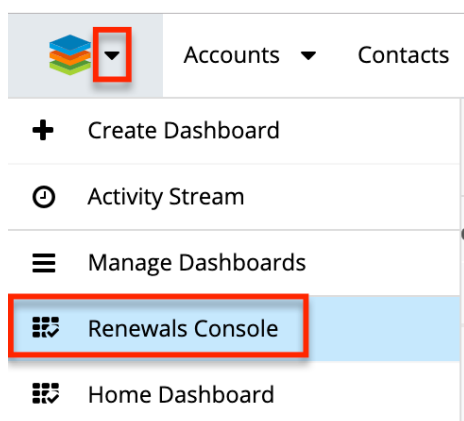 Accounts Contacts
Create Dashboard
Activity Stream
Manage Dashboards
Renewals Console
Home Dashboard